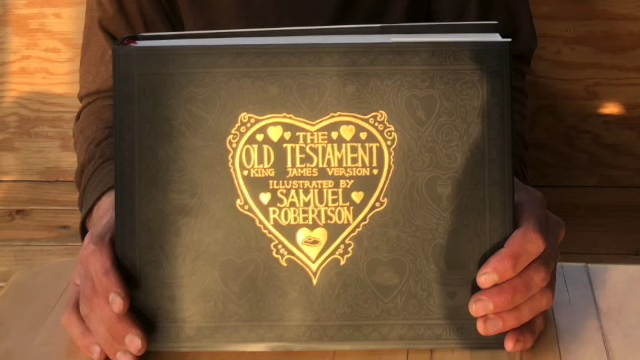 THE
OLD TESTAMENT
KING JAMES VERSION
ILLUSTRATED BY
SAMUEL
ROBERTSON